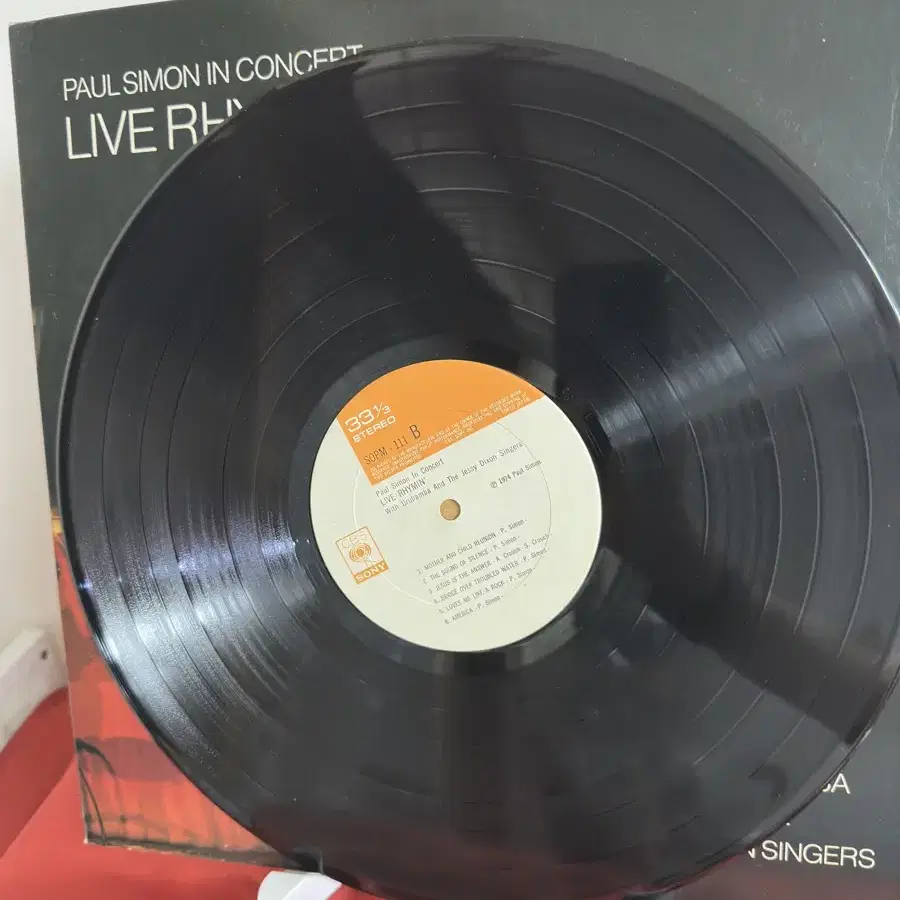 PAUL SIMON IN CONCERT
LIVE RHY
33 1/3
STEREO
SOPM · 111 B
Paul Simon In Concert
LIVE RHYMIN'
With Urubamba And The Jessy Dixon Singers
℗ 1974 Paul Simon
CBS
SONY
1. MOTHER AND CHILD REUNION · P. Simon ·
2. THE SOUND OF SILENCE · P. Simon ·
3. JESUS IS THE ANSWER · A. Crouch · S. Crouch ·
4. BRIDGE OVER TROUBLED WATER · P. Simon ·
5. LOVES ME LIKE A ROCK · P. Simon ·
6. AMERICA · P. Simon ·
N SINGERS